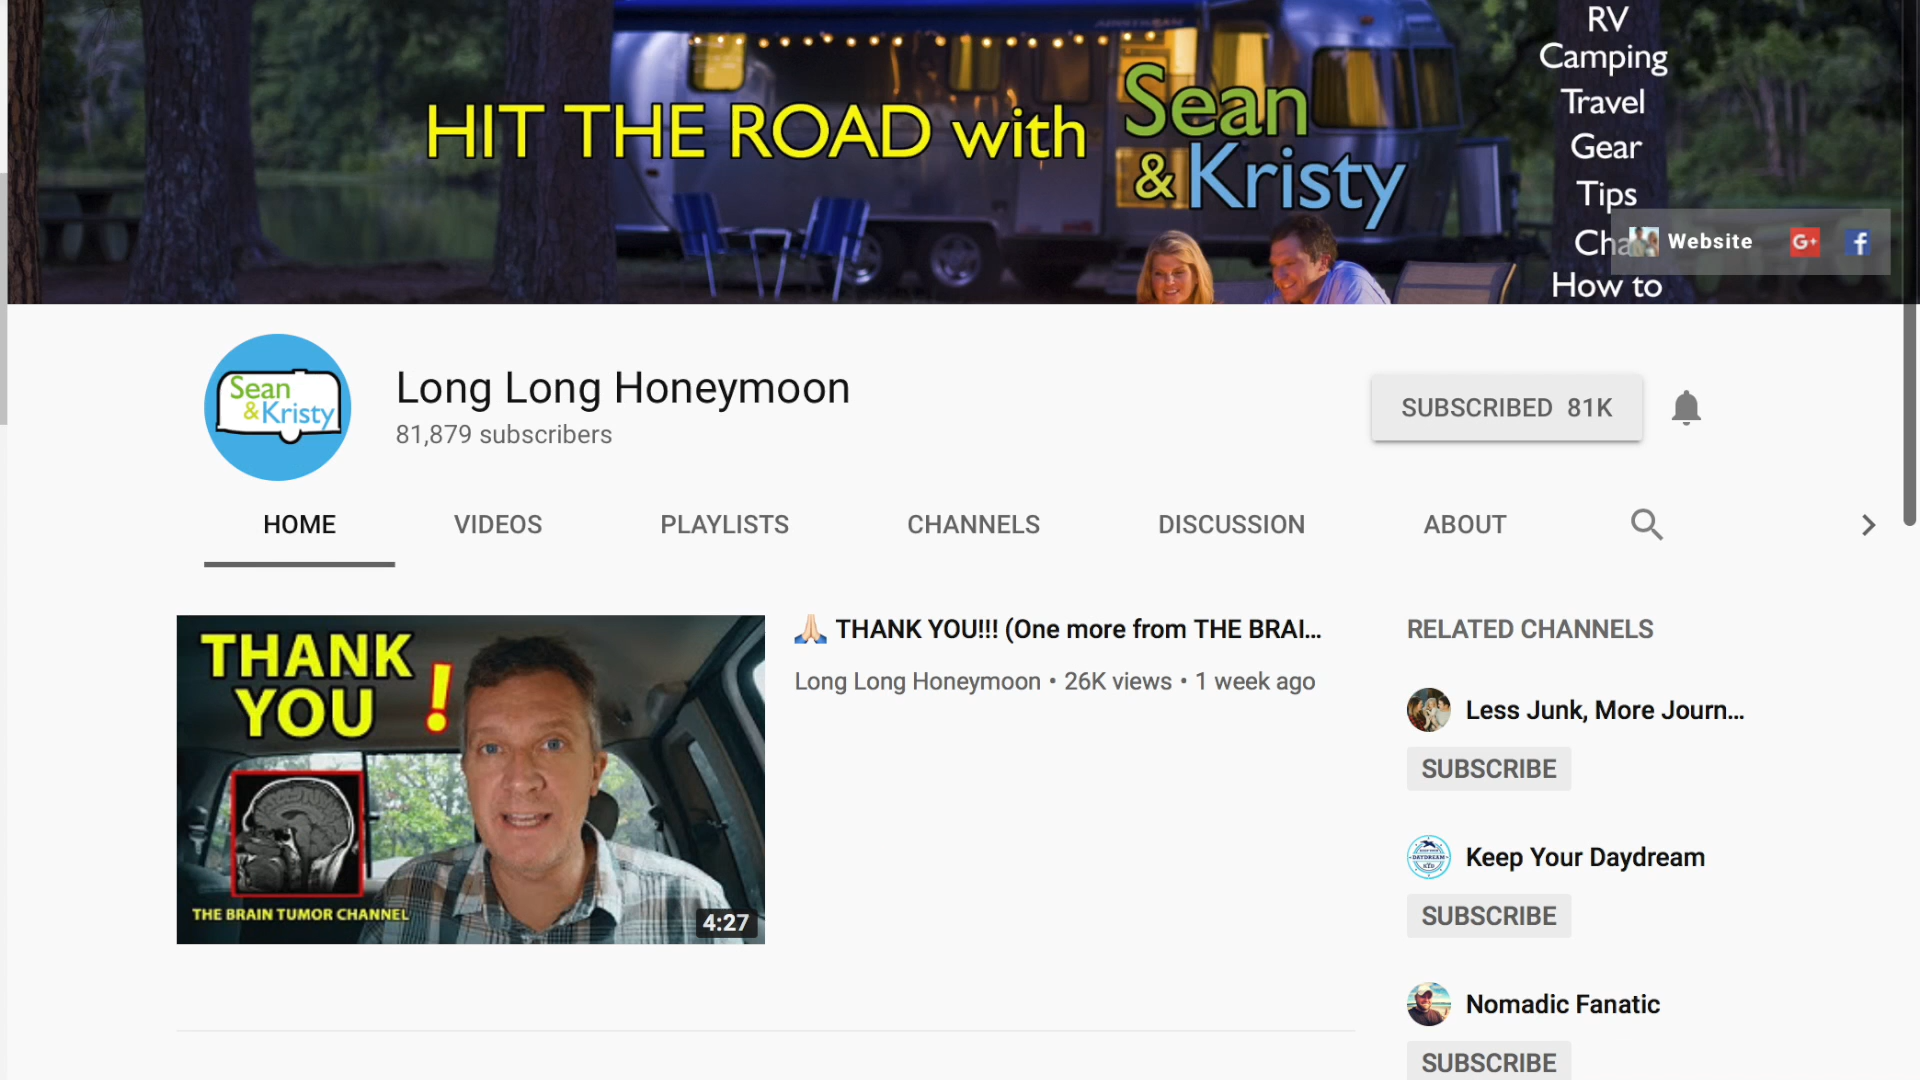 RV
Camping
Travel
Gear
Tips
How to
HIT THE ROAD with Sean
& Kristy
Website
G+
f
Sean
& Kristy
Long Long Honeymoon
81,879 subscribers
SUBSCRIBED 81K
HOME VIDEOS PLAYLISTS CHANNELS DISCUSSION ABOUT
THANK
YOU !
THE BRAIN TUMOR CHANNEL
4:27
🙏🏻 THANK YOU!!! (One more from THE BRAI...
Long Long Honeymoon • 26K views • 1 week ago
RELATED CHANNELS
Less Junk, More Journ...
SUBSCRIBE
Keep Your Daydream
SUBSCRIBE
Nomadic Fanatic
SUBSCRIBE